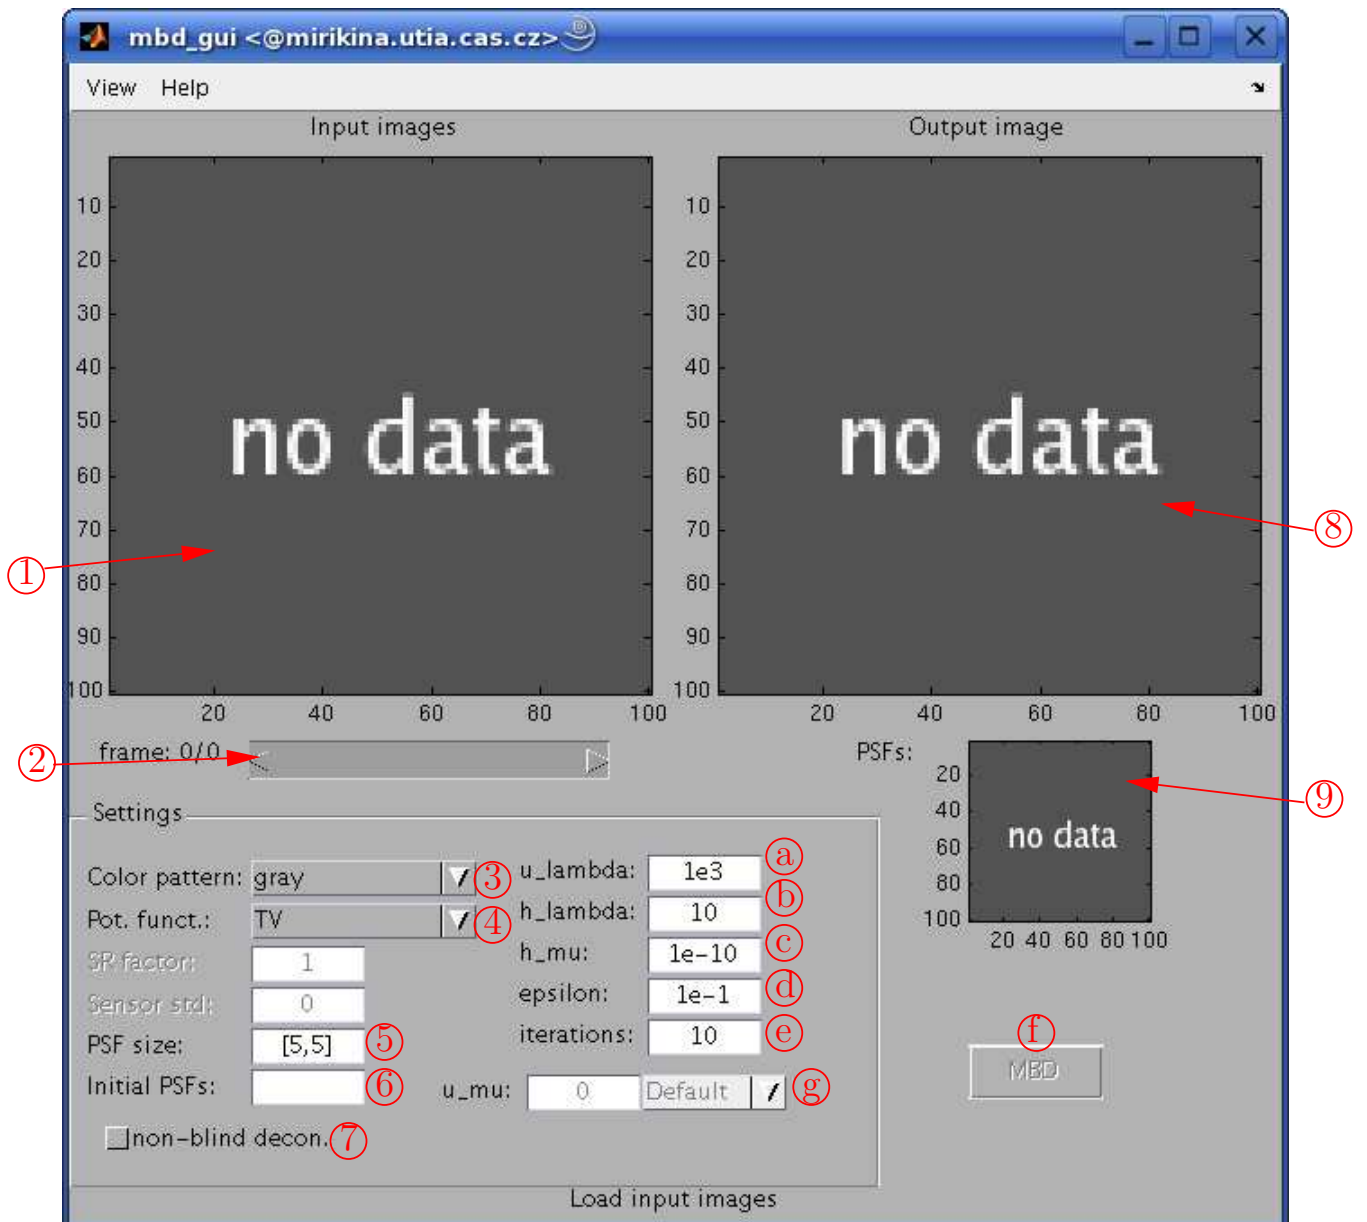 mbd_gui <@mirikina.utia.cas.cz>
View Help
Input images
Output image
10
20
30
40
50
60
70
80
90
100
20 40 60 80 100
no data
1
10
20
30
40
50
60
70
80
90
100
20 40 60 80 100
no data
8
2
frame: 0/0
PSFs:
20
40
60
80
100
20 40 60 80 100
no data
9
Settings
Color pattern: gray 3
Pot. funct.: TV 4
SR factor: 1
Sensor std: 0
PSF size: [5,5] 5
Initial PSFs: 6
non-blind decon. 7
u_lambda: 1e3 a
h_lambda: 10 b
h_mu: 1e-10 c
epsilon: 1e-1 d
iterations: 10 e
u_mu: 0 Default g
f
MBD
Load input images